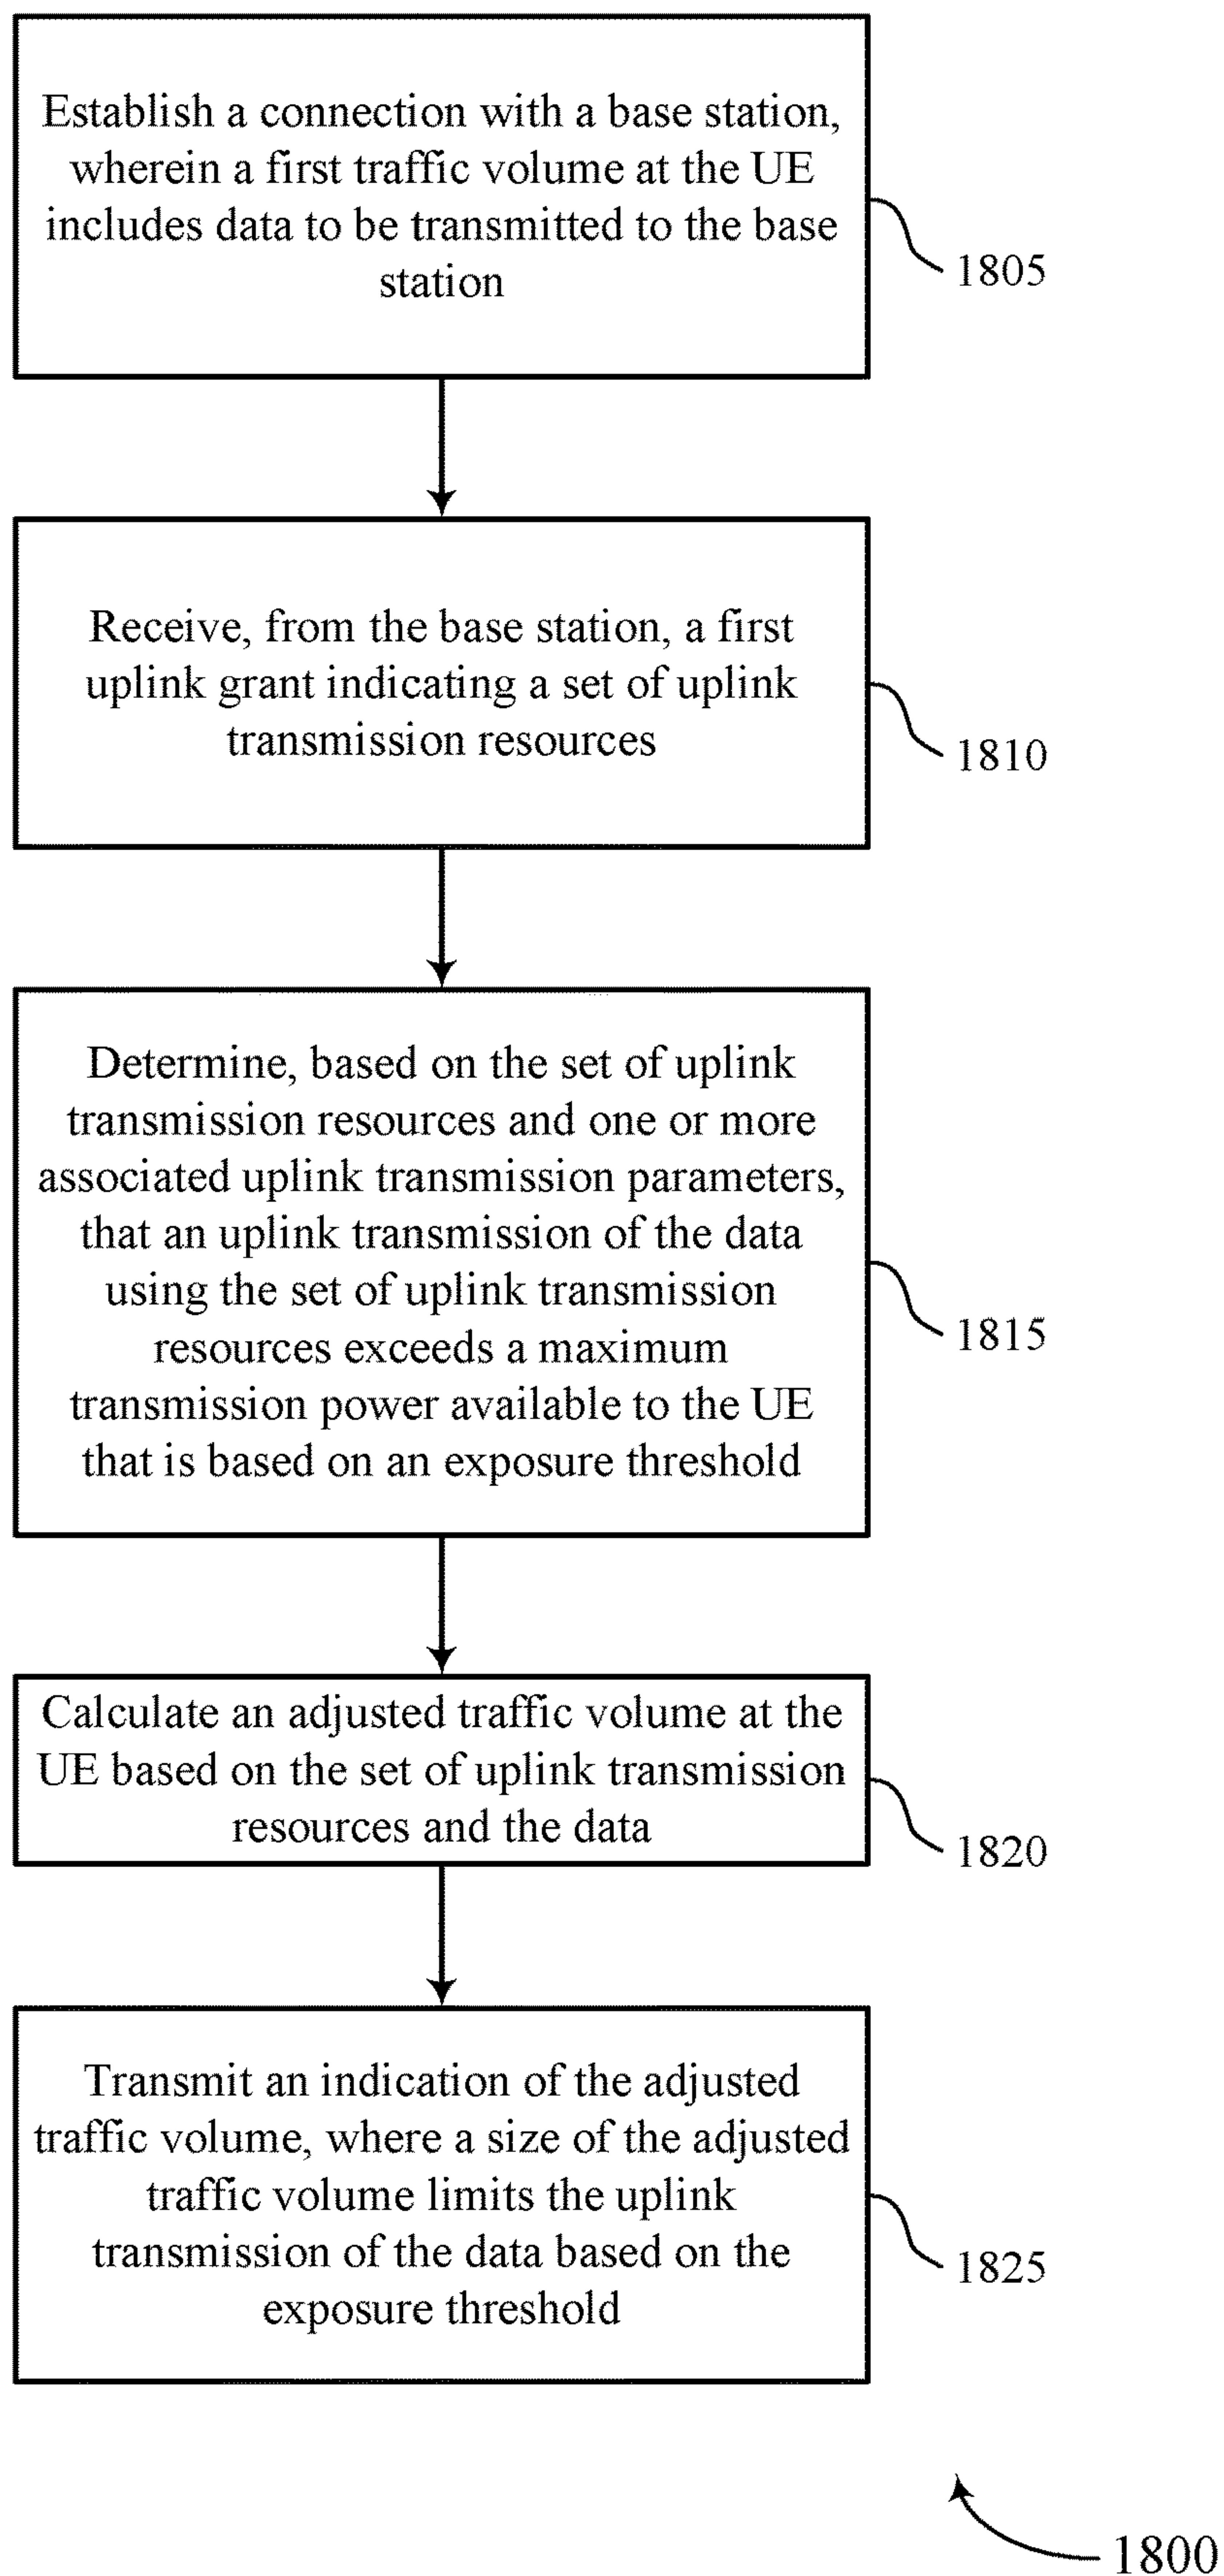 Establish a connection with a base station,
wherein a first traffic volume at the UE
includes data to be transmitted to the base
station
1805
Receive, from the base station, a first
uplink grant indicating a set of uplink
transmission resources
1810
Determine, based on the set of uplink
transmission resources and one or more
associated uplink transmission parameters,
that an uplink transmission of the data
using the set of uplink transmission
resources exceeds a maximum
transmission power available to the UE
that is based on an exposure threshold
1815
Calculate an adjusted traffic volume at the
UE based on the set of uplink transmission
resources and the data
1820
Transmit an indication of the adjusted
traffic volume, where a size of the adjusted
traffic volume limits the uplink
transmission of the data based on the
exposure threshold
1825
1800